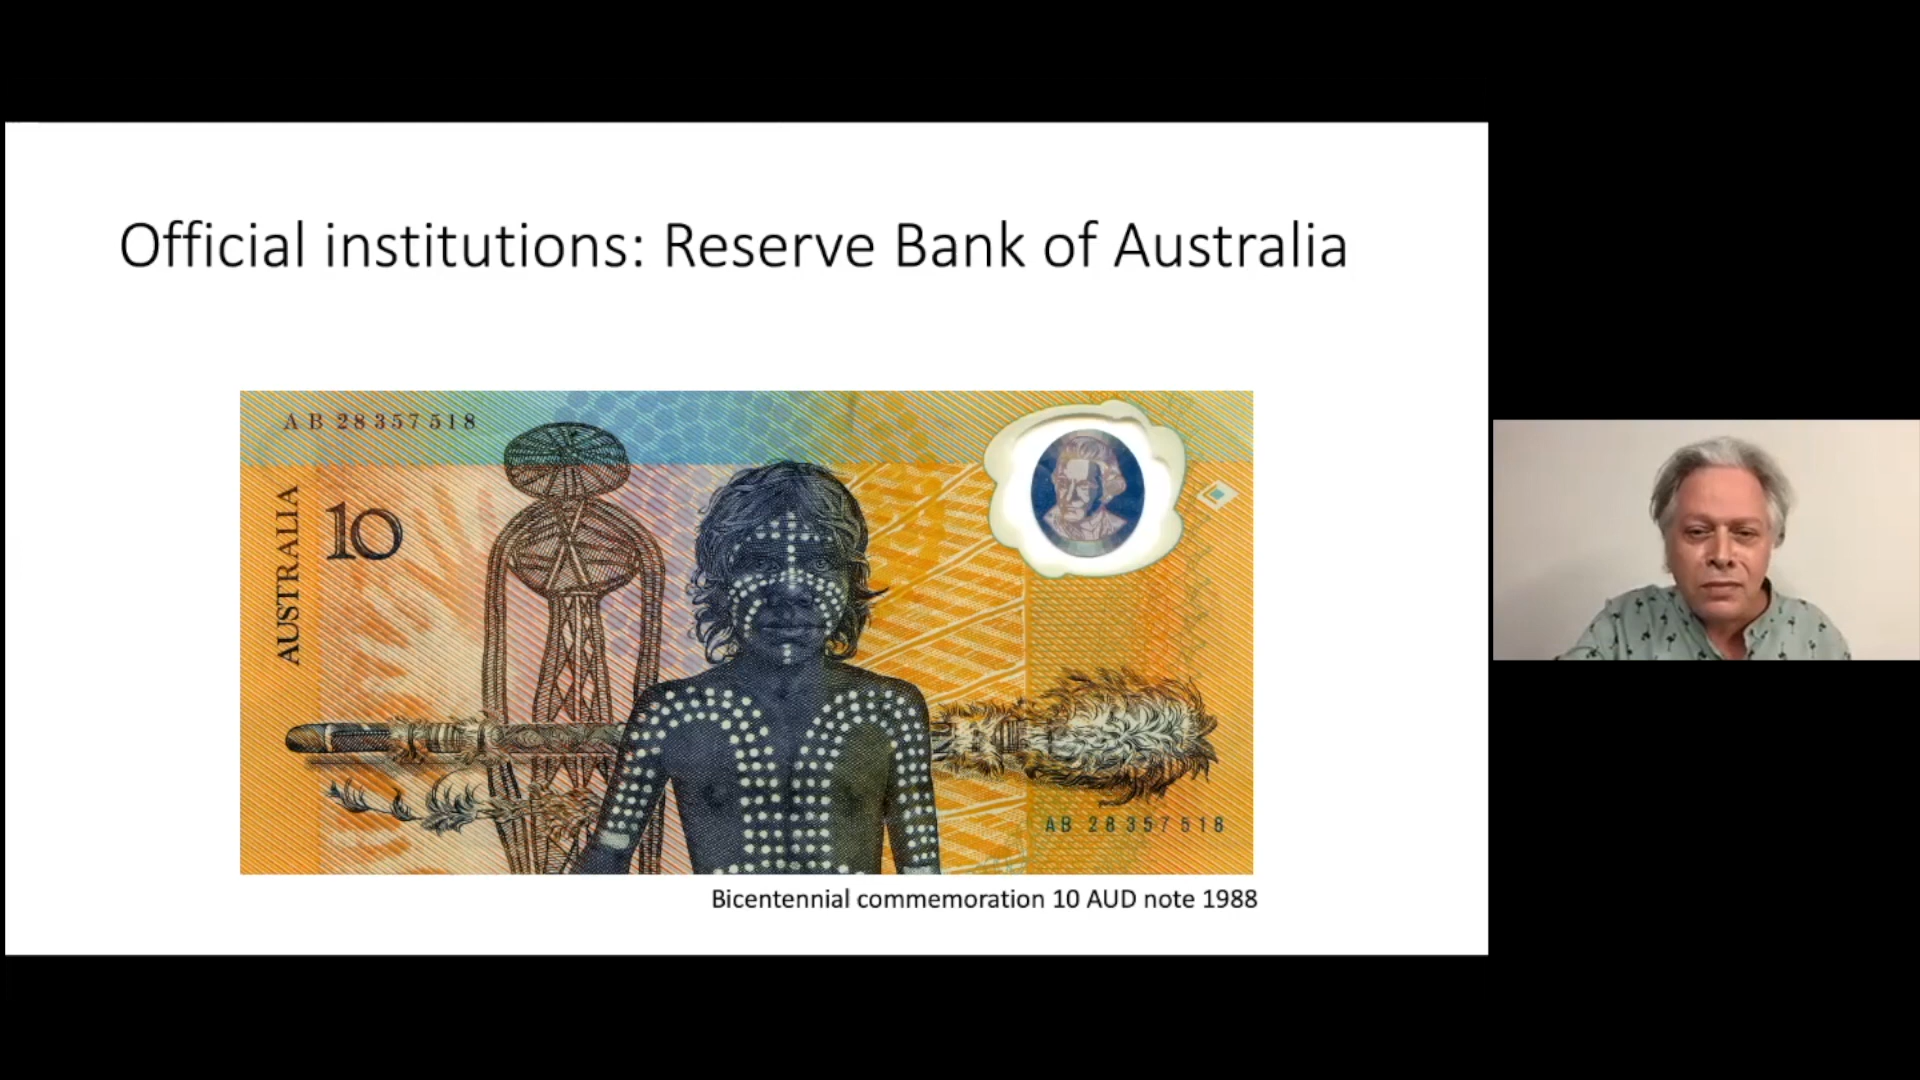 Official institutions: Reserve Bank of Australia
AB 28357518
AUSTRALIA
10
AB 28357518
Bicentennial commemoration 10 AUD note 1988